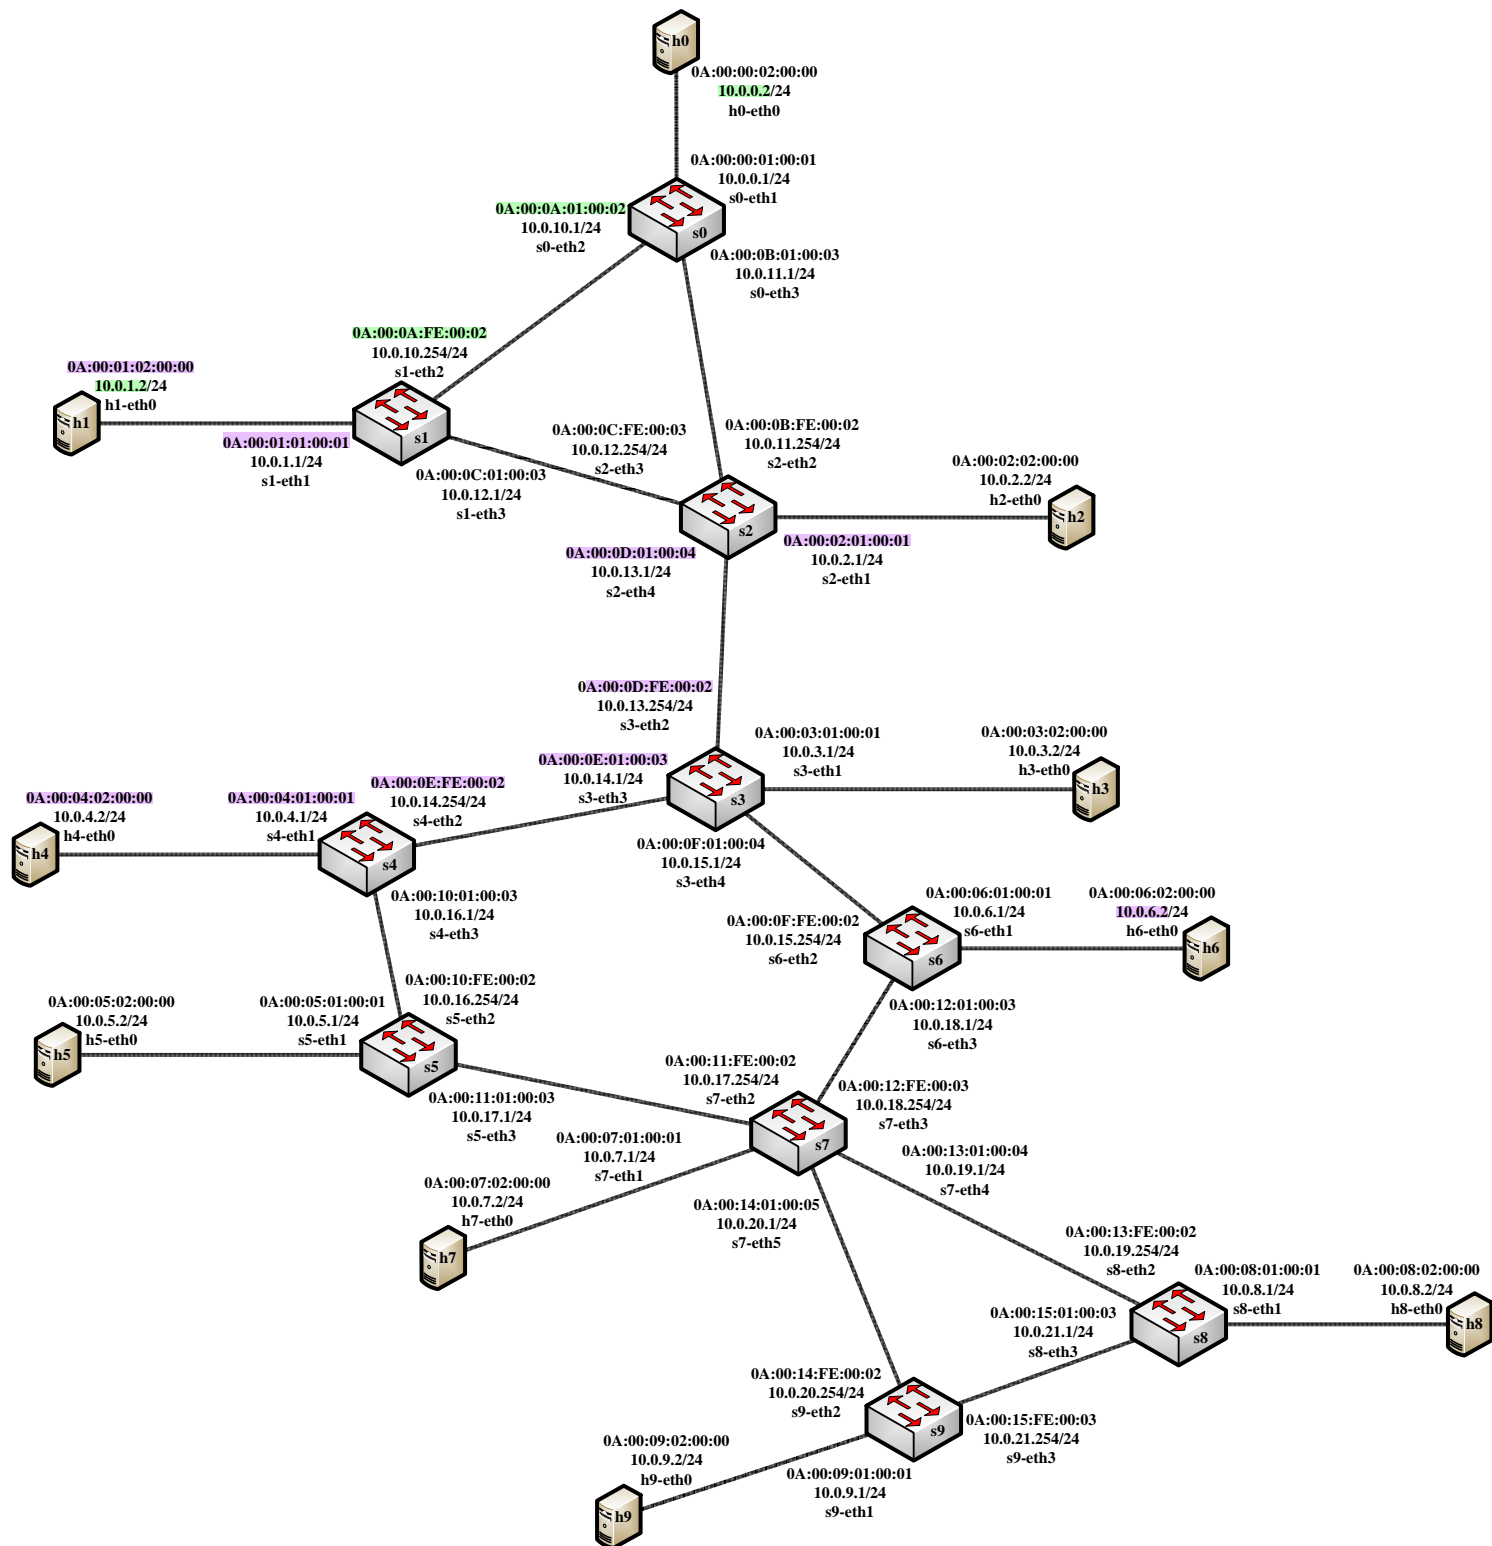 h0
0A:00:00:02:00:00
10.0.0.2/24
h0-eth0
0A:00:00:01:00:01
10.0.0.1/24
s0-eth1
0A:00:0A:01:00:02
10.0.10.1/24
s0-eth2
s0
0A:00:0B:01:00:03
10.0.11.1/24
s0-eth3
0A:00:0A:FE:00:02
10.0.10.254/24
s1-eth2
0A:00:01:02:00:00
10.0.1.2/24
h1-eth0
h1
s1
0A:00:01:01:00:01
10.0.1.1/24
s1-eth1
0A:00:0C:01:00:03
10.0.12.1/24
s1-eth3
0A:00:0C:FE:00:03
10.0.12.254/24
s2-eth3
0A:00:0B:FE:00:02
10.0.11.254/24
s2-eth2
0A:00:02:02:00:00
10.0.2.2/24
h2-eth0
h2
s2
0A:00:0D:01:00:04
10.0.13.1/24
s2-eth4
0A:00:02:01:00:01
10.0.2.1/24
s2-eth1
0A:00:0D:FE:00:02
10.0.13.254/24
s3-eth2
0A:00:03:01:00:01
10.0.3.1/24
s3-eth1
0A:00:03:02:00:00
10.0.3.2/24
h3-eth0
h3
0A:00:0E:01:00:03
10.0.14.1/24
s3-eth3
s3
0A:00:0E:FE:00:02
10.0.14.254/24
s4-eth2
0A:00:04:02:00:00
10.0.4.2/24
h4-eth0
h4
0A:00:04:01:00:01
10.0.4.1/24
s4-eth1
s4
0A:00:0F:01:00:04
10.0.15.1/24
s3-eth4
0A:00:10:01:00:03
10.0.16.1/24
s4-eth3
0A:00:0F:FE:00:02
10.0.15.254/24
s6-eth2
0A:00:06:01:00:01
10.0.6.1/24
s6-eth1
0A:00:06:02:00:00
10.0.6.2/24
h6-eth0
h6
s6
0A:00:12:01:00:03
10.0.18.1/24
s6-eth3
0A:00:10:FE:00:02
10.0.16.254/24
s5-eth2
0A:00:05:02:00:00
10.0.5.2/24
h5-eth0
h5
0A:00:05:01:00:01
10.0.5.1/24
s5-eth1
s5
0A:00:11:01:00:03
10.0.17.1/24
s5-eth3
0A:00:11:FE:00:02
10.0.17.254/24
s7-eth2
0A:00:12:FE:00:03
10.0.18.254/24
s7-eth3
s7
0A:00:07:01:00:01
10.0.7.1/24
s7-eth1
0A:00:07:02:00:00
10.0.7.2/24
h7-eth0
h7
0A:00:13:01:00:04
10.0.19.1/24
s7-eth4
0A:00:14:01:00:05
10.0.20.1/24
s7-eth5
0A:00:13:FE:00:02
10.0.19.254/24
s8-eth2
0A:00:08:01:00:01
10.0.8.1/24
s8-eth1
0A:00:08:02:00:00
10.0.8.2/24
h8-eth0
h8
0A:00:15:01:00:03
10.0.21.1/24
s8-eth3
s8
0A:00:14:FE:00:02
10.0.20.254/24
s9-eth2
s9
0A:00:15:FE:00:03
10.0.21.254/24
s9-eth3
0A:00:09:02:00:00
10.0.9.2/24
h9-eth0
h9
0A:00:09:01:00:01
10.0.9.1/24
s9-eth1